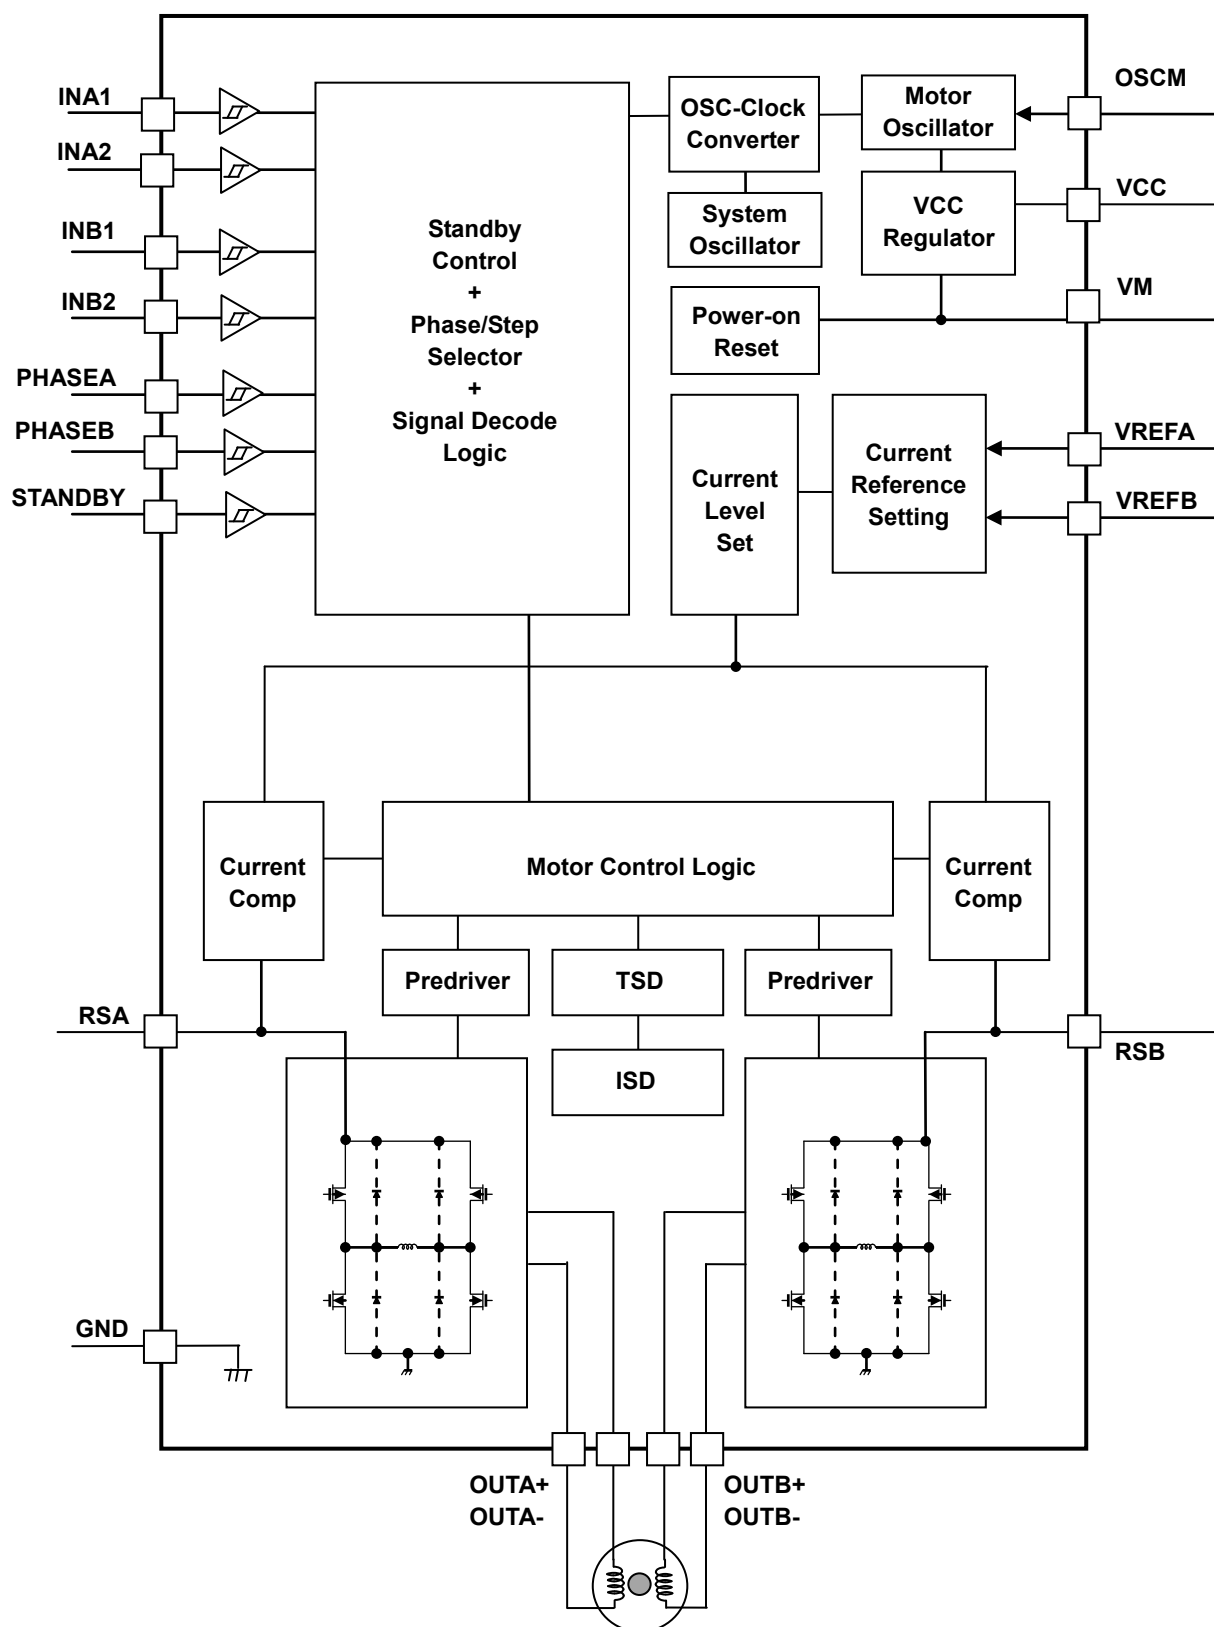 INA1
INA2
INB1
INB2
PHASEA
PHASEB
STANDBY
Standby
Control
+
Phase/Step
Selector
+
Signal Decode
Logic
OSC-Clock
Converter
Motor
Oscillator
OSCM
System
Oscillator
VCC
Regulator
VCC
Power-on
Reset
VM
Current
Level
Set
Current
Reference
Setting
VREFA
VREFB
Current
Comp
Motor Control Logic
Current
Comp
Predriver
TSD
Predriver
RSA
ISD
RSB
GND
OUTA+
OUTA-
OUTB+
OUTB-